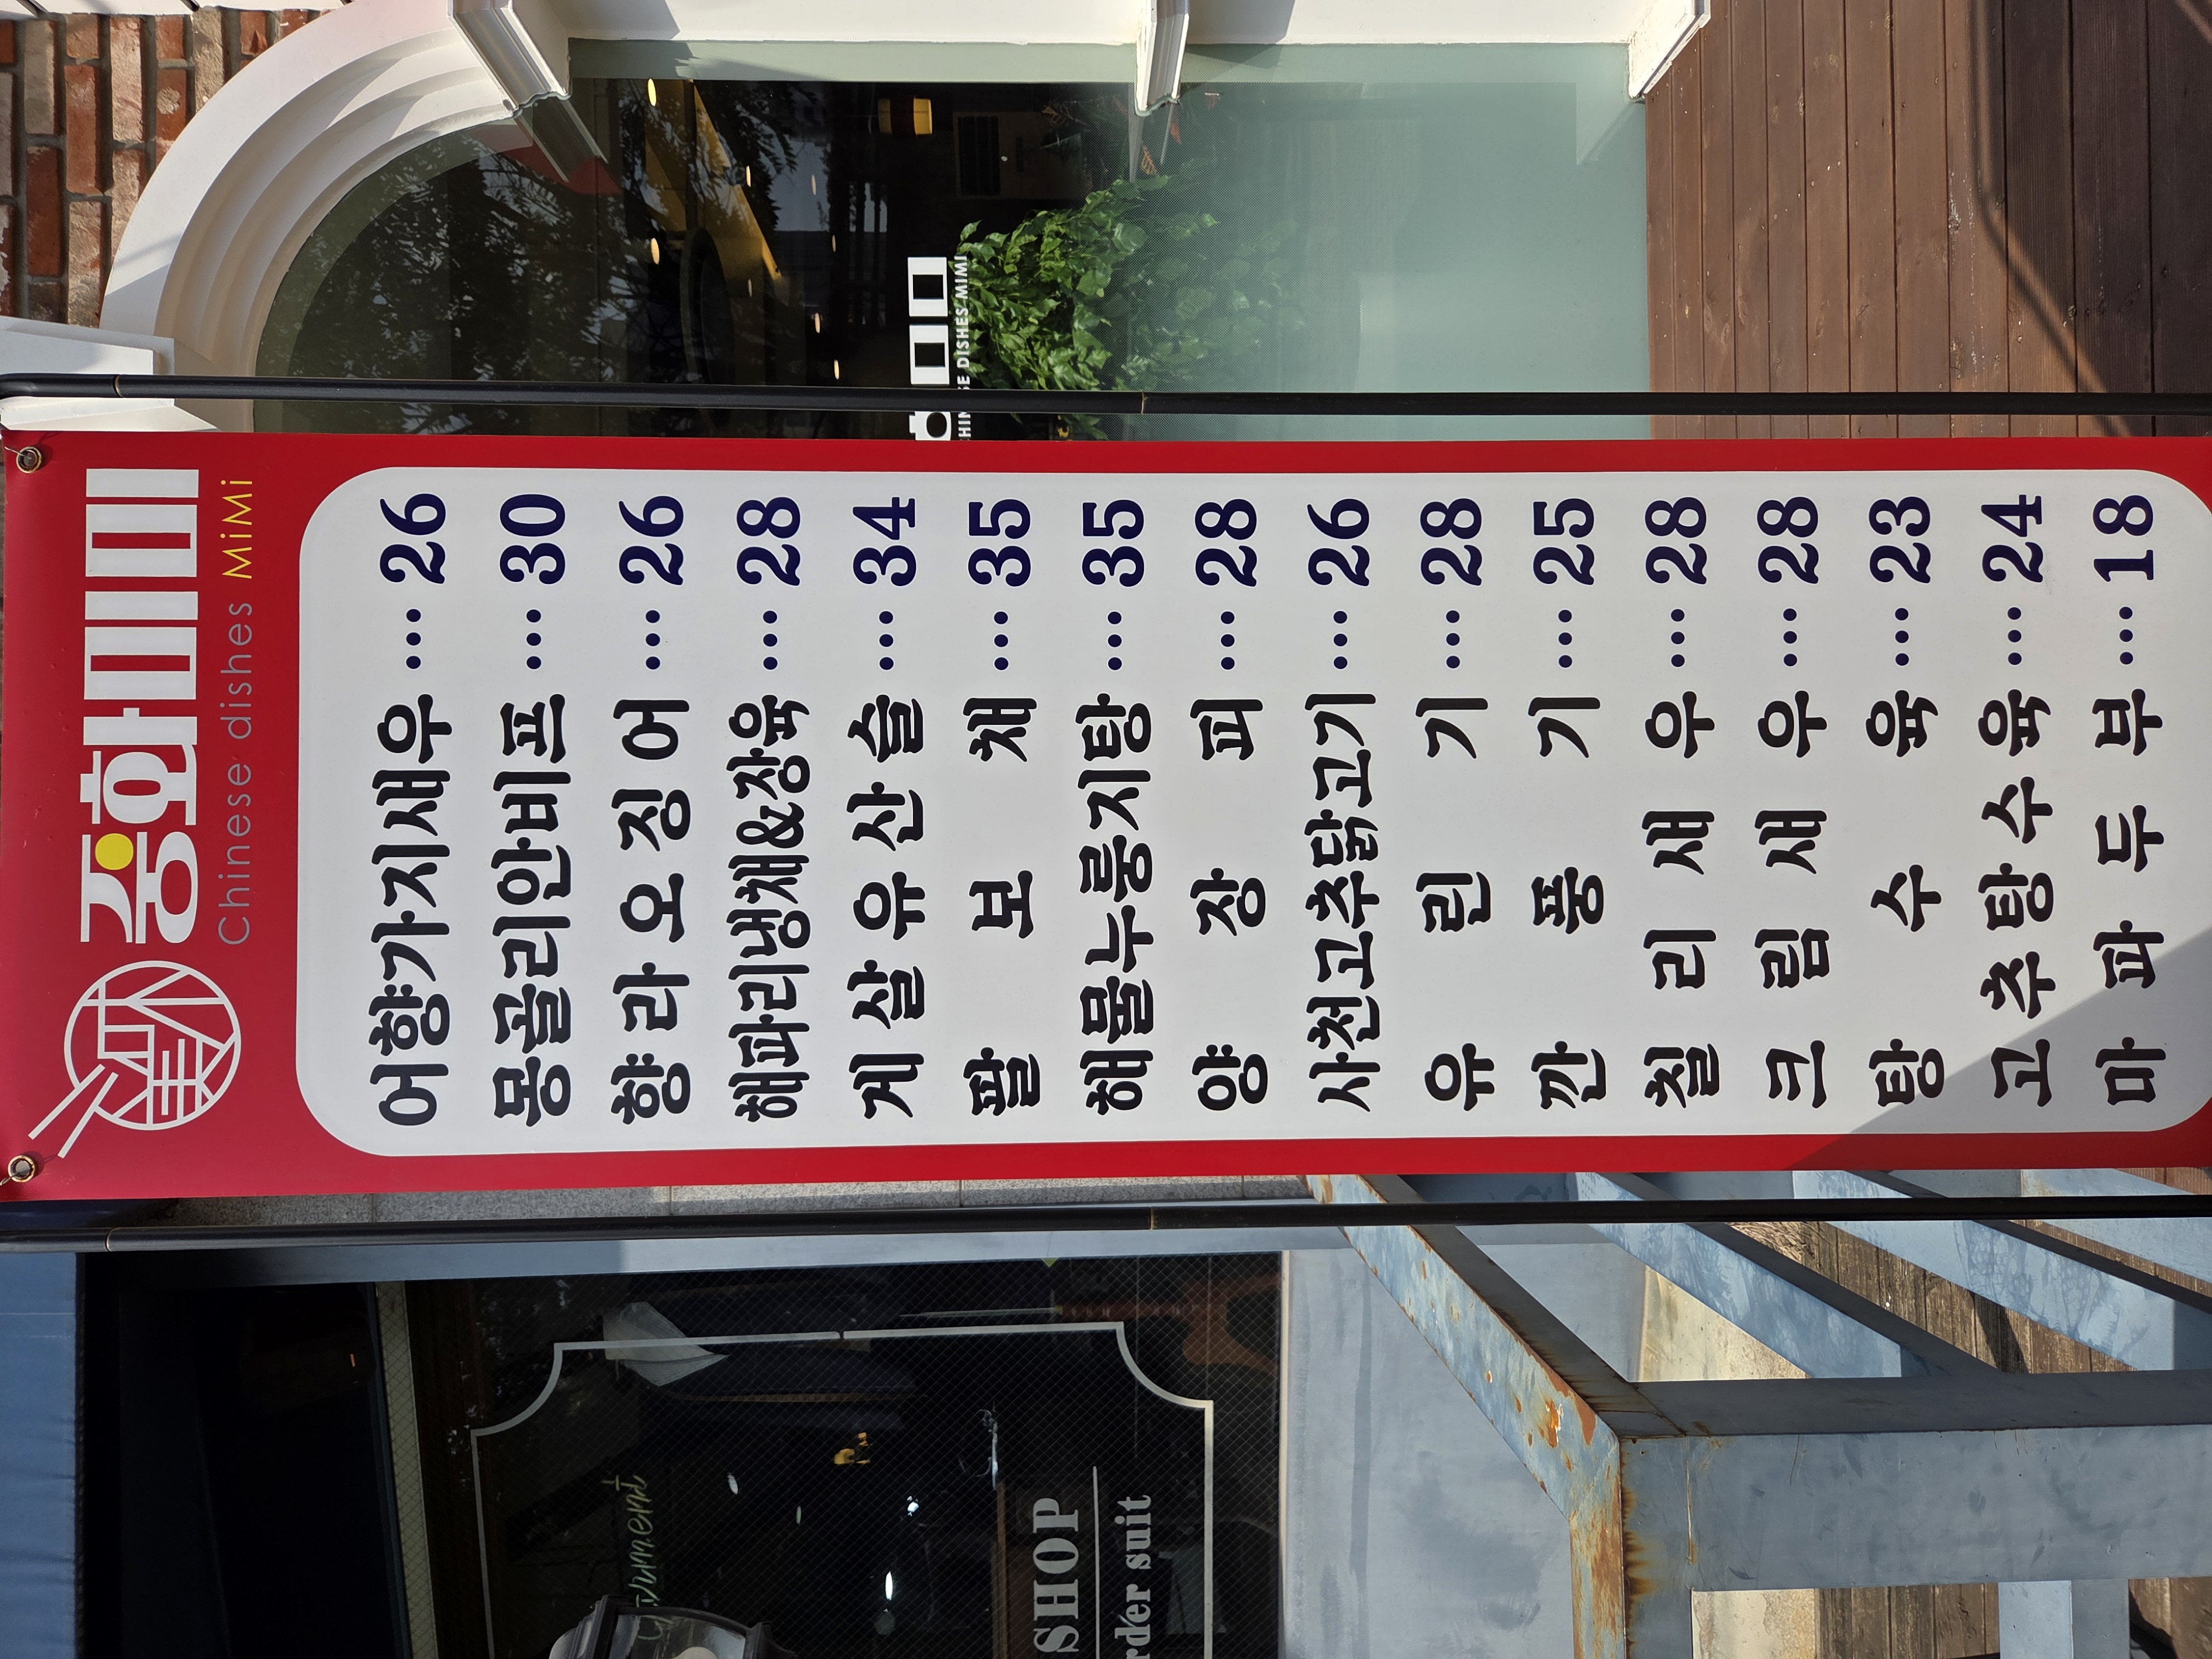 중화미미
Chinese dishes MiMi
어향가지새우 ... 26
몽골리안비프 ... 30
향라오징어 ... 26
해파리냉채&장육 ... 28
게살유산슬 ... 34
팔보채 ... 35
해물누룽지탕 ... 35
양장피 ... 28
사천고추닭고기 ... 26
유린기 ... 28
깐풍기 ... 25
칠리새우 ... 28
크림새우 ... 28
탕수육 ... 23
고추탕수육 ... 24
마파두부 ... 18
DISHES MIMI
SHOP
suit